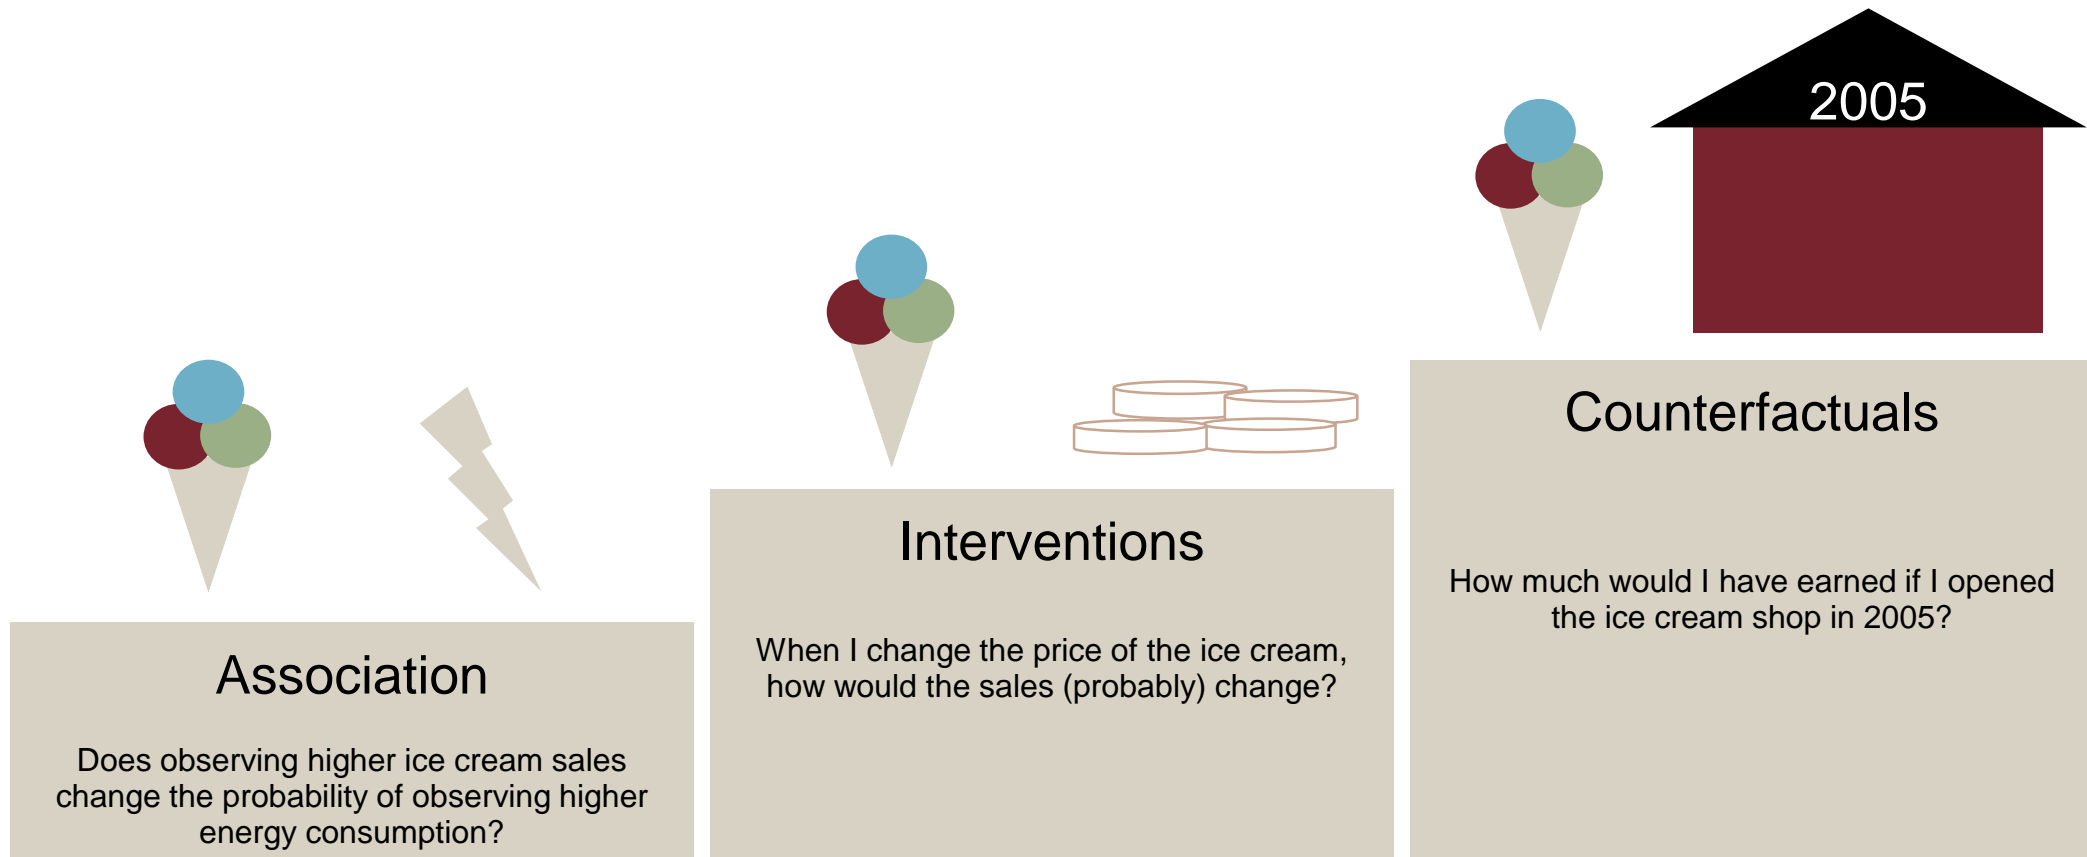 Association
Does observing higher ice cream sales
change the probability of observing higher
energy consumption?
Interventions
When I change the price of the ice cream,
how would the sales (probably) change?
2005
Counterfactuals
How much would I have earned if I opened
the ice cream shop in 2005?